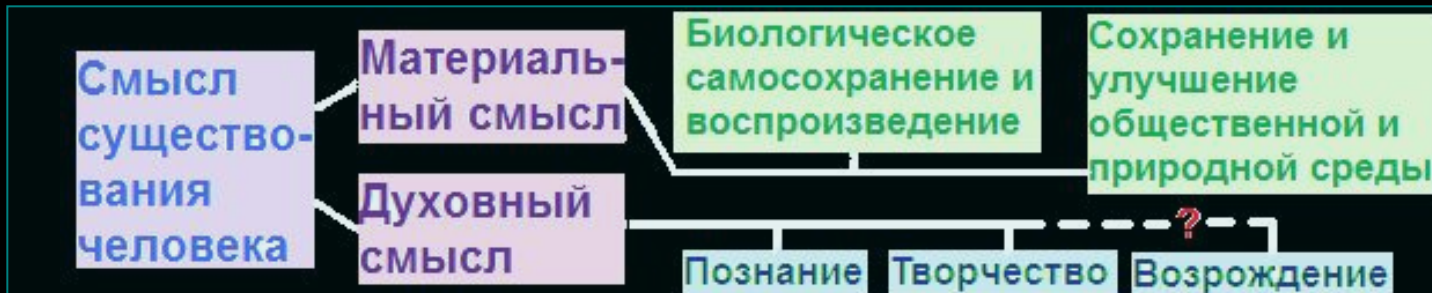 Смысл
существо-
вания
человека
Материаль-
ный смысл
Биологическое
самосохранение и
воспроизведение
Сохранение и
улучшение
общественной и
природной среды
Духовный
смысл
?
Познание
Творчество
Возрождение